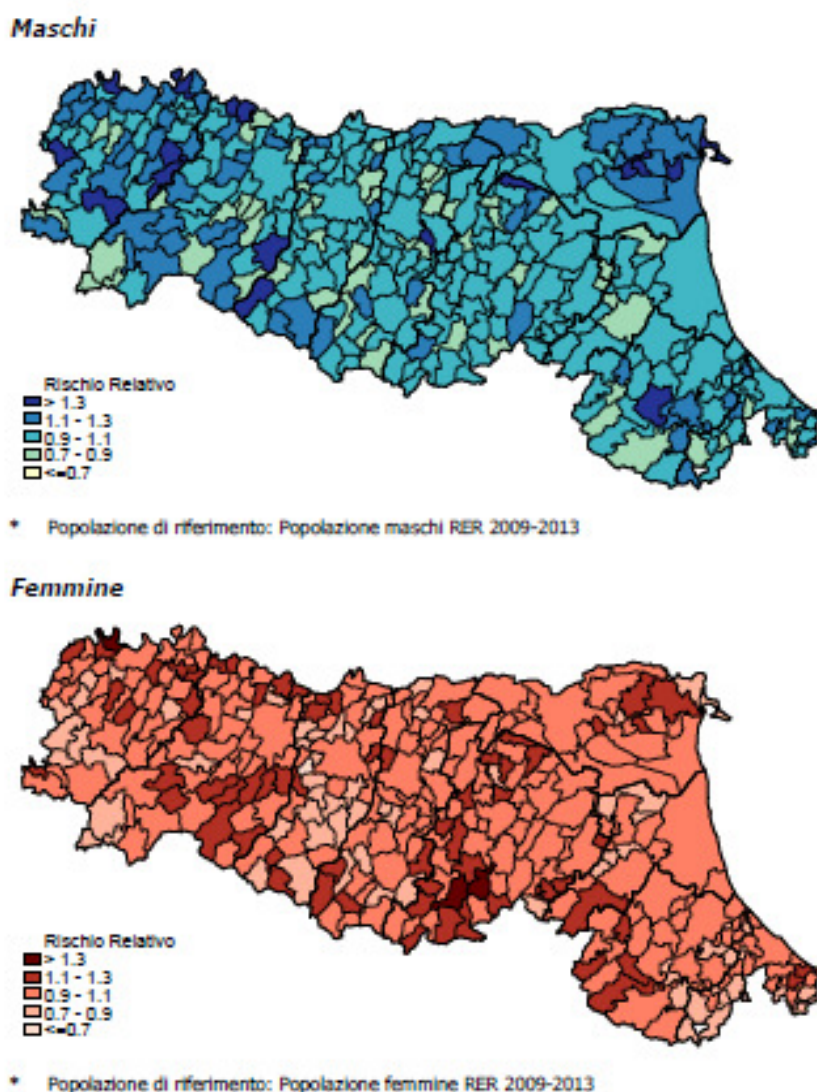 Maschi
Rischio Relativo
> 1.3
1.1 - 1.3
0.9 - 1.1
0.7 - 0.9
<=0.7
* Popolazione di riferimento: Popolazione maschi RER 2009-2013
Femmine
Rischio Relativo
> 1.3
1.1 - 1.3
0.9 - 1.1
0.7 - 0.9
<=0.7
* Popolazione di riferimento: Popolazione femmine RER 2009-2013